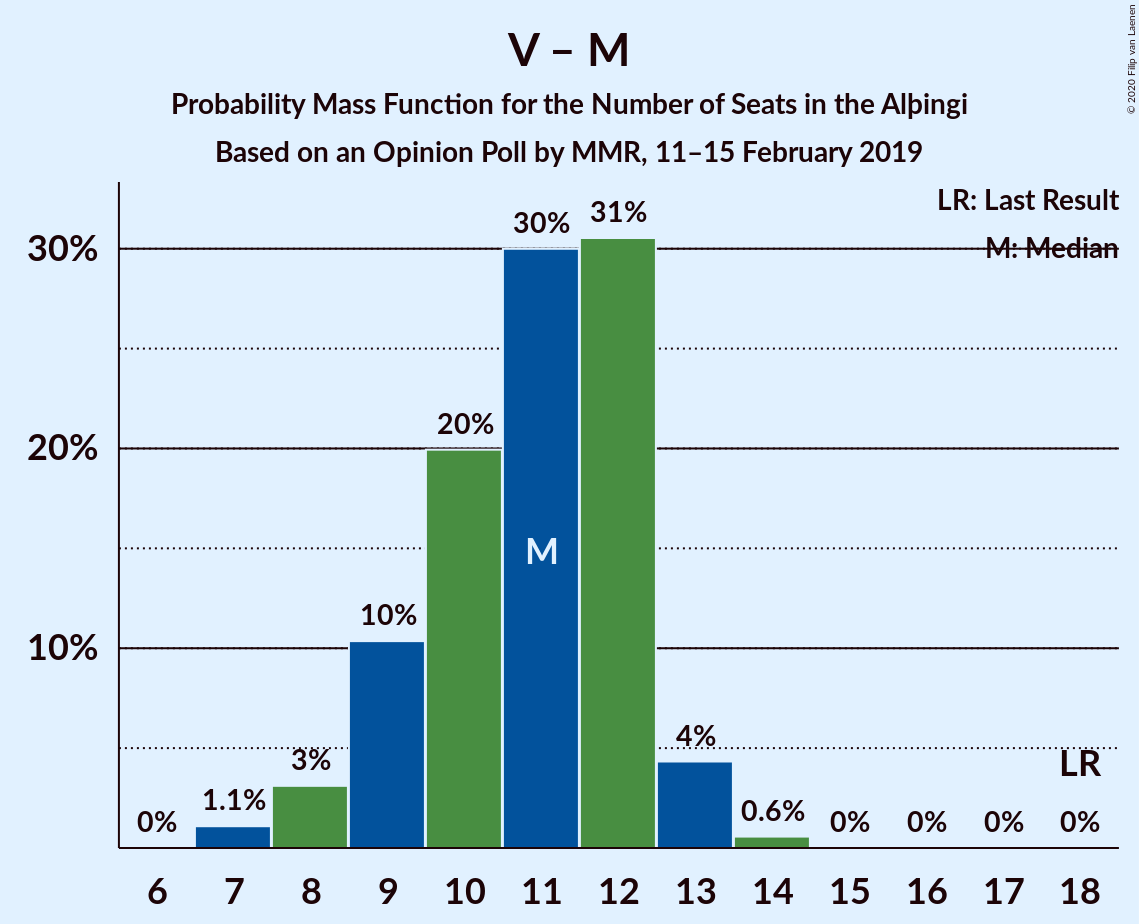 V – M
Probability Mass Function for the Number of Seats in the Alþingi
Based on an Opinion Poll by MMR, 11–15 February 2019
© 2020 Filip van Laenen
LR: Last Result
M: Median
30%
20%
10%
0%
1.1%
3%
10%
20%
30%
31%
4%
0.6%
0%
0%
0%
0%
M
LR
6 7 8 9 10 11 12 13 14 15 16 17 18